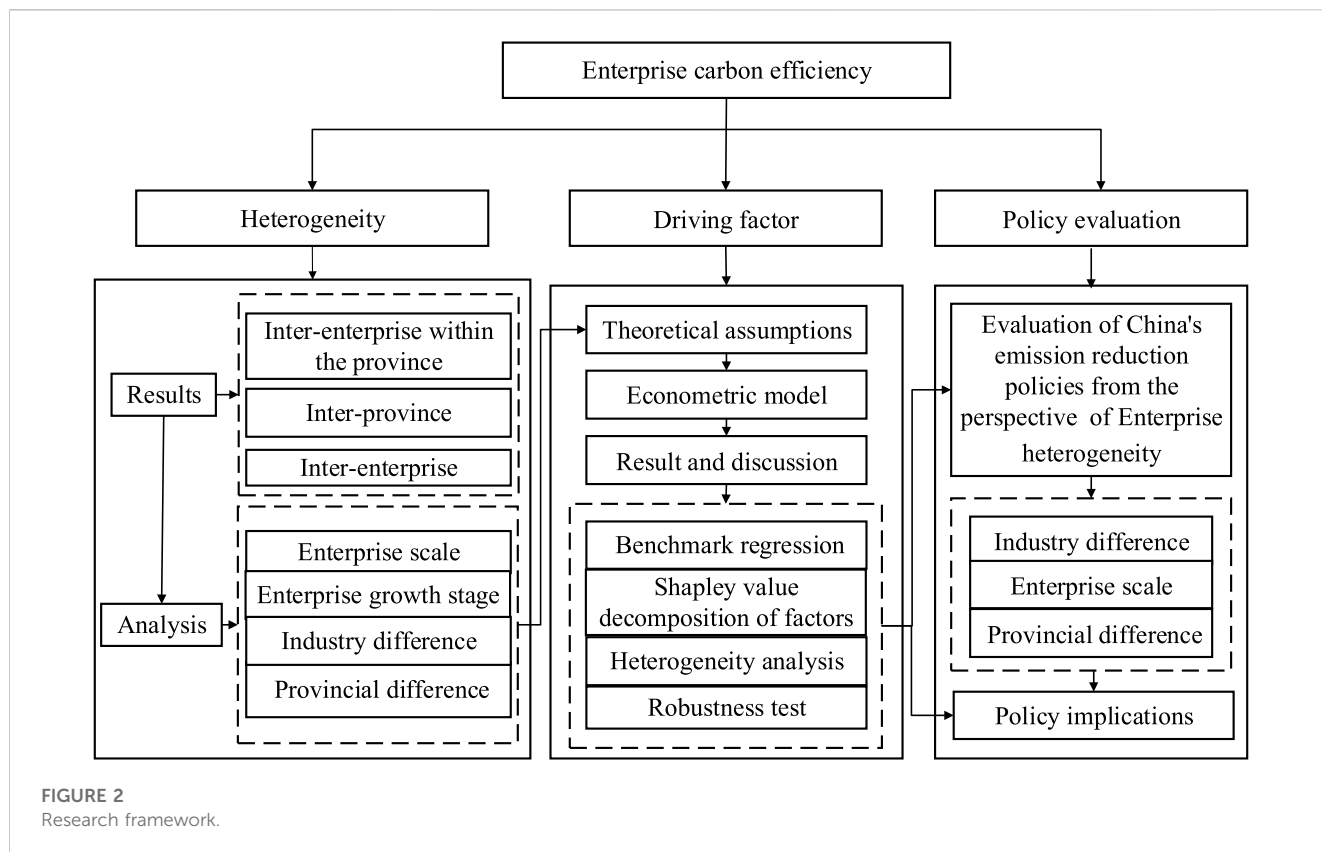 Enterprise carbon efficiency
Heterogeneity
Driving factor
Policy evaluation
Results
Inter-enterprise within
the province
Inter-province
Inter-enterprise
Analysis
Enterprise scale
Enterprise growth stage
Industry difference
Provincial difference
Theoretical assumptions
Econometric model
Result and discussion
Benchmark regression
Shapley value
decomposition of factors
Heterogeneity analysis
Robustness test
Evaluation of China's
emission reduction
policies from the
perspective of Enterprise
heterogeneity
Industry difference
Enterprise scale
Provincial difference
Policy implications
FIGURE 2
Research framework.